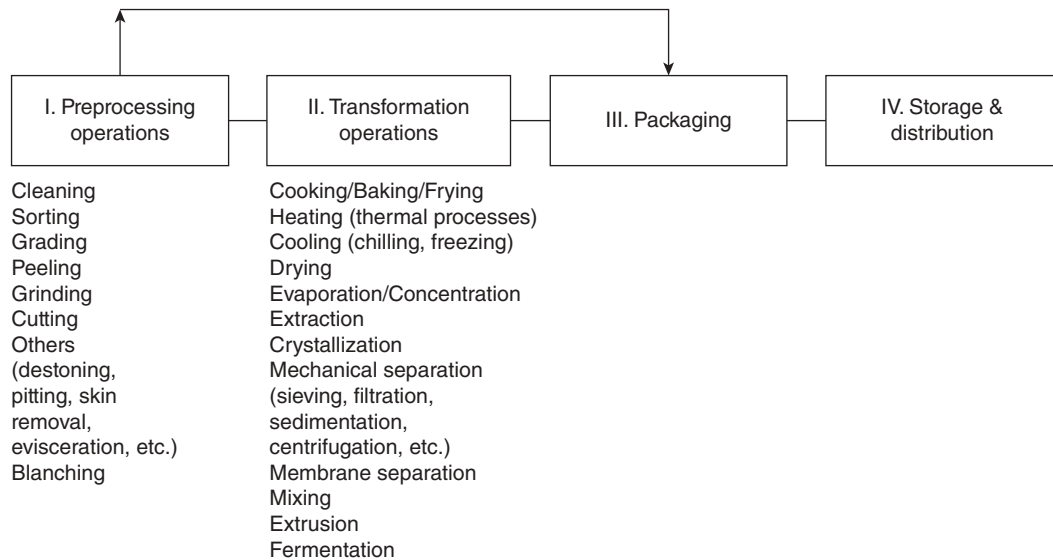 I. Preprocessing
operations
II. Transformation
operations
III. Packaging
IV. Storage &
distribution
Cleaning
Sorting
Grading
Peeling
Grinding
Cutting
Others
(destoning,
pitting, skin
removal,
evisceration, etc.)
Blanching
Cooking/Baking/Frying
Heating (thermal processes)
Cooling (chilling, freezing)
Drying
Evaporation/Concentration
Extraction
Crystallization
Mechanical separation
(sieving, filtration,
sedimentation,
centrifugation, etc.)
Membrane separation
Mixing
Extrusion
Fermentation